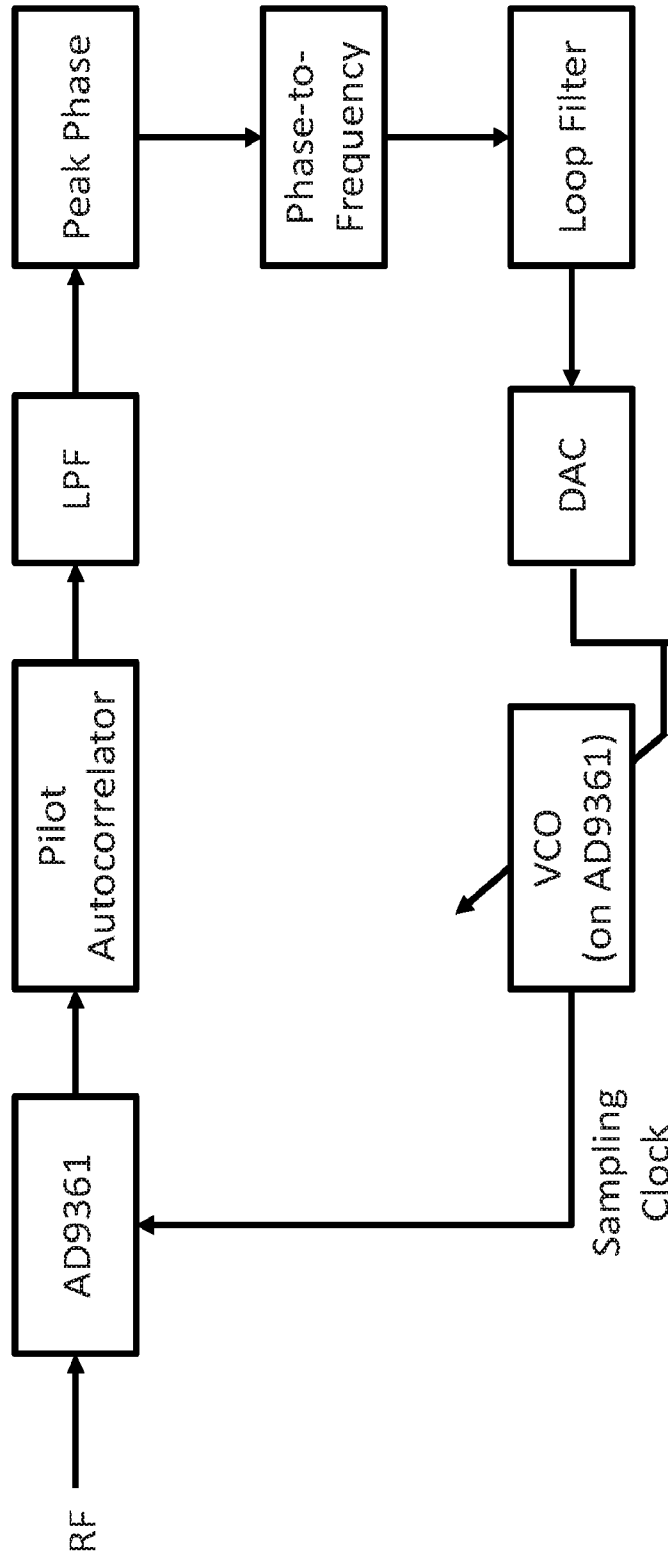 RF
AD9361
Pilot
Autocorrelator
LPF
Peak Phase
Phase-to-
Frequency
Loop Filter
DAC
VCO
(on AD9361)
Sampling
Clock